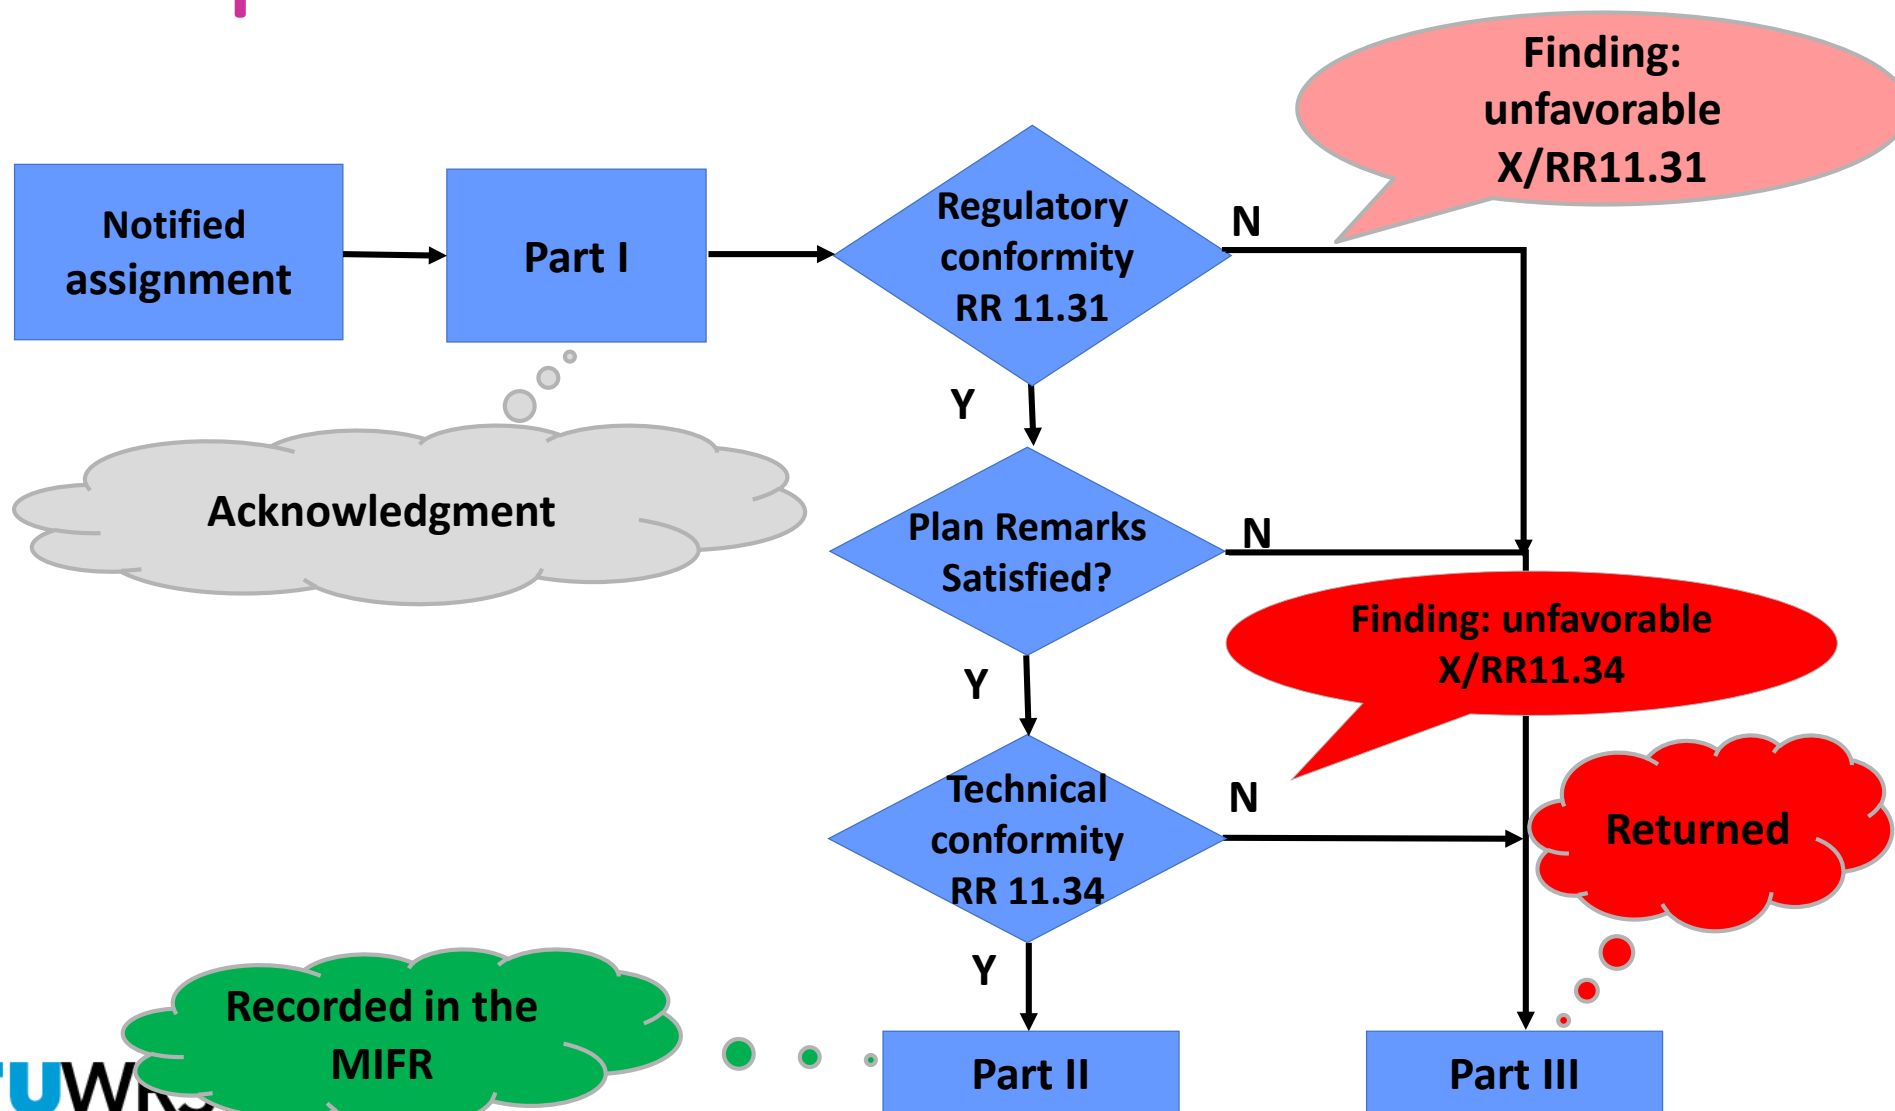 Finding:
unfavorable
X/RR11.31
Notified
assignment
Part I
Regulatory
conformity
RR 11.31
N
Y
Acknowledgment
Plan Remarks
Satisfied?
N
Finding: unfavorable
X/RR11.34
Y
Technical
conformity
RR 11.34
N
Returned
Y
Recorded in the
MIFR
Part II
Part III